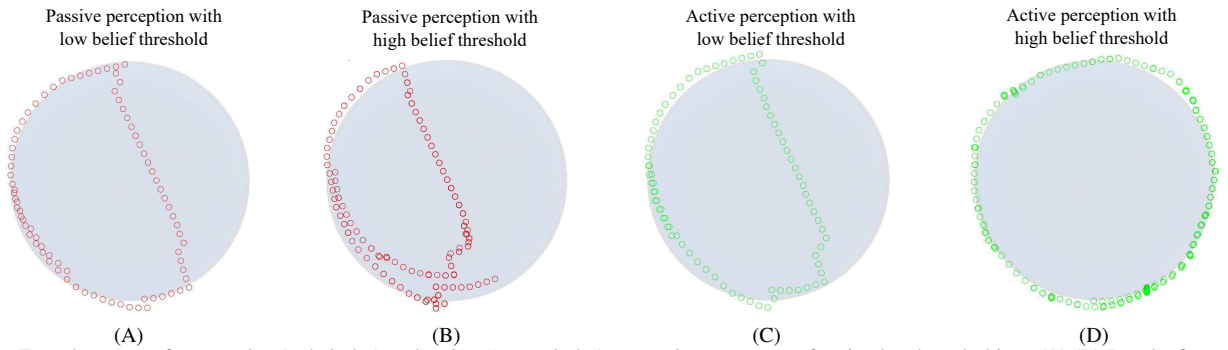 Passive perception with
low belief threshold
Passive perception with
high belief threshold
Active perception with
low belief threshold
Active perception with
high belief threshold
(A)
(B)
(C)
(D)